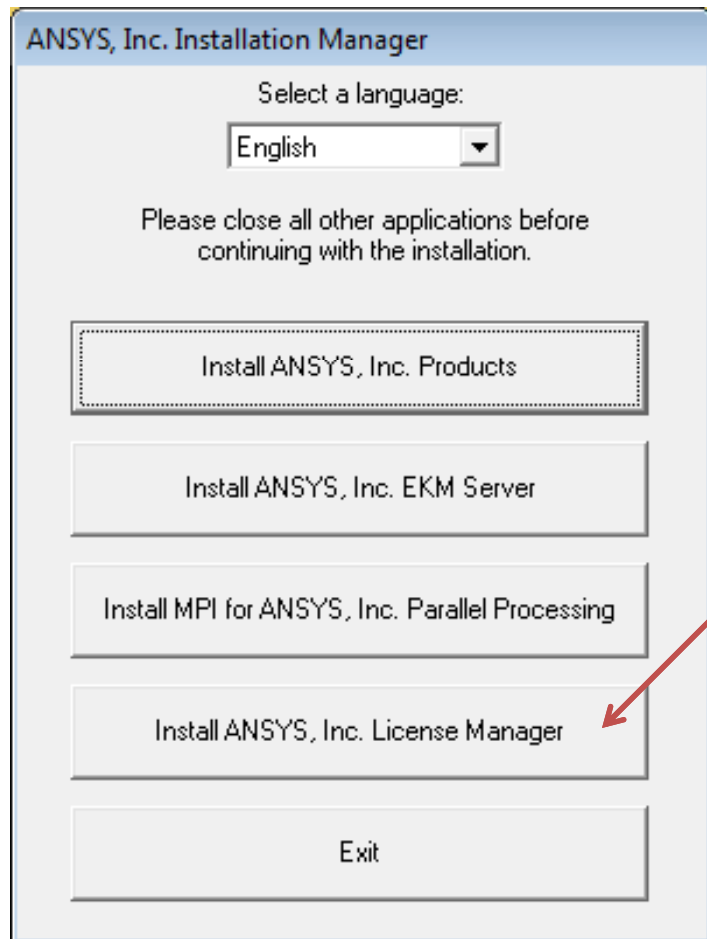 ANSYS, Inc. Installation Manager
Select a language:
English
Please close all other applications before
continuing with the installation.
Install ANSYS, Inc. Products
Install ANSYS, Inc. EKM Server
Install MPI for ANSYS, Inc. Parallel Processing
Install ANSYS, Inc. License Manager
Exit